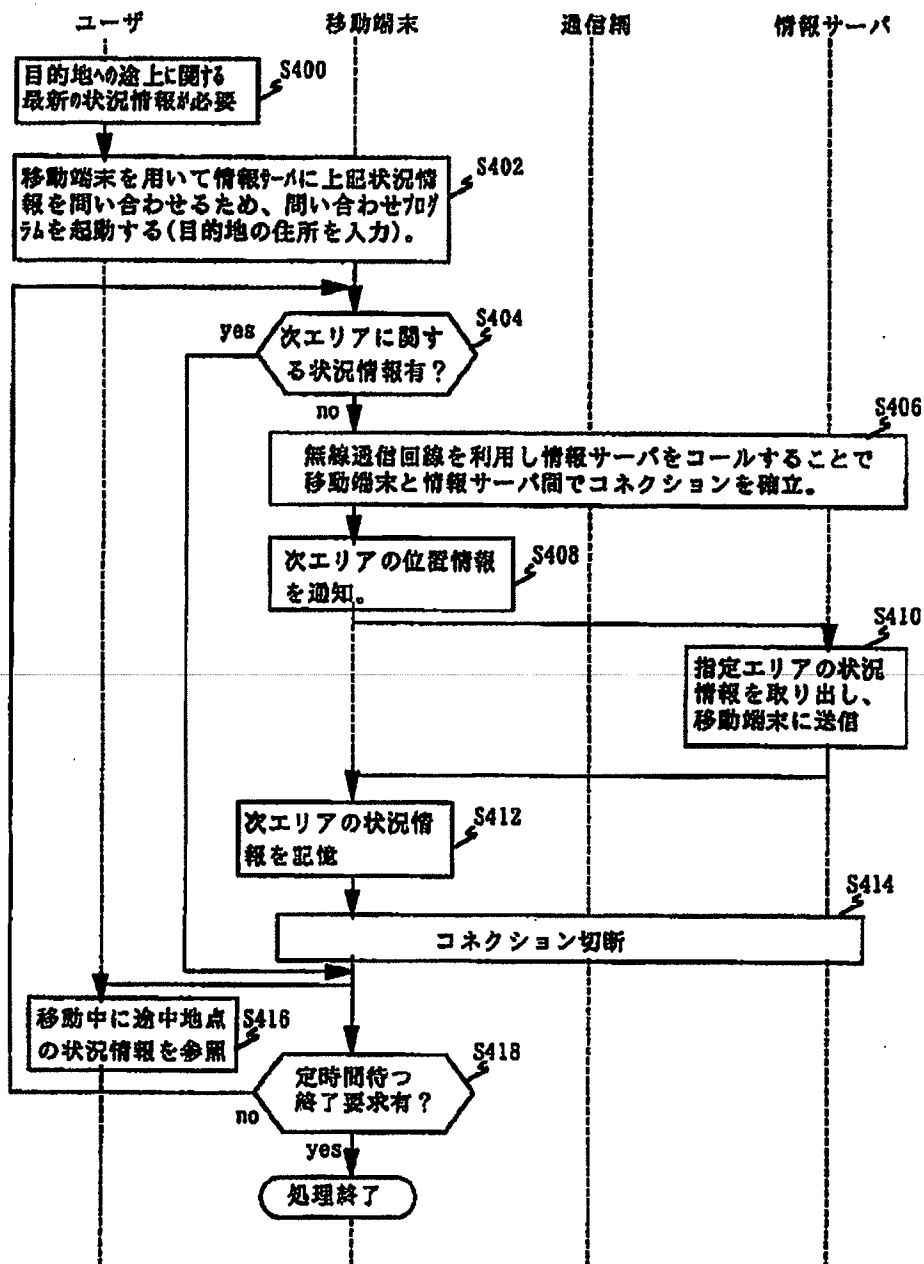 ユーザ
移動端末
通信網
情報サーバ
S400
目的地への途上に関する
最新の状況情報が必要
S402
移動端末を用いて情報サーバに上記状況情
報を問い合わせるため、問い合わせプログ
ラムを起動する(目的地の住所を入力)。
S404
yes
次エリアに関す
る状況情報有?
no
S406
無線通信回線を利用し情報サーバをコールすることで
移動端末と情報サーバ間でコネクションを確立。
S408
次エリアの位置情報
を通知。
S410
指定エリアの状況
情報を取り出し、
移動端末に送信
S412
次エリアの状況情
報を記憶
S414
コネクション切断
S416
移動中に途中地点
の状況情報を参照
S418
定時間待つ
終了要求有?
no
yes
処理終了